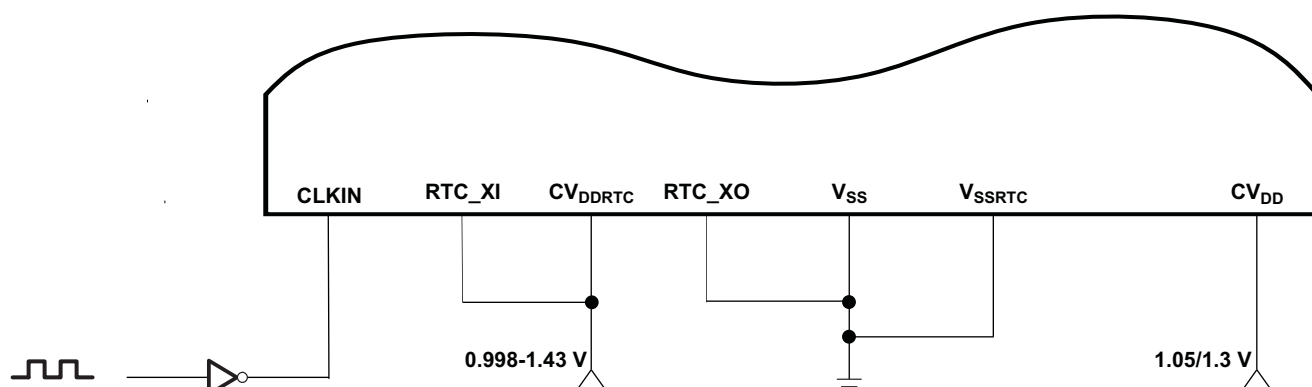 CLKIN RTC_XI CVDDRTC RTC_XO VSS VSSRTC CVDD
0.998-1.43 V 1.05/1.3 V